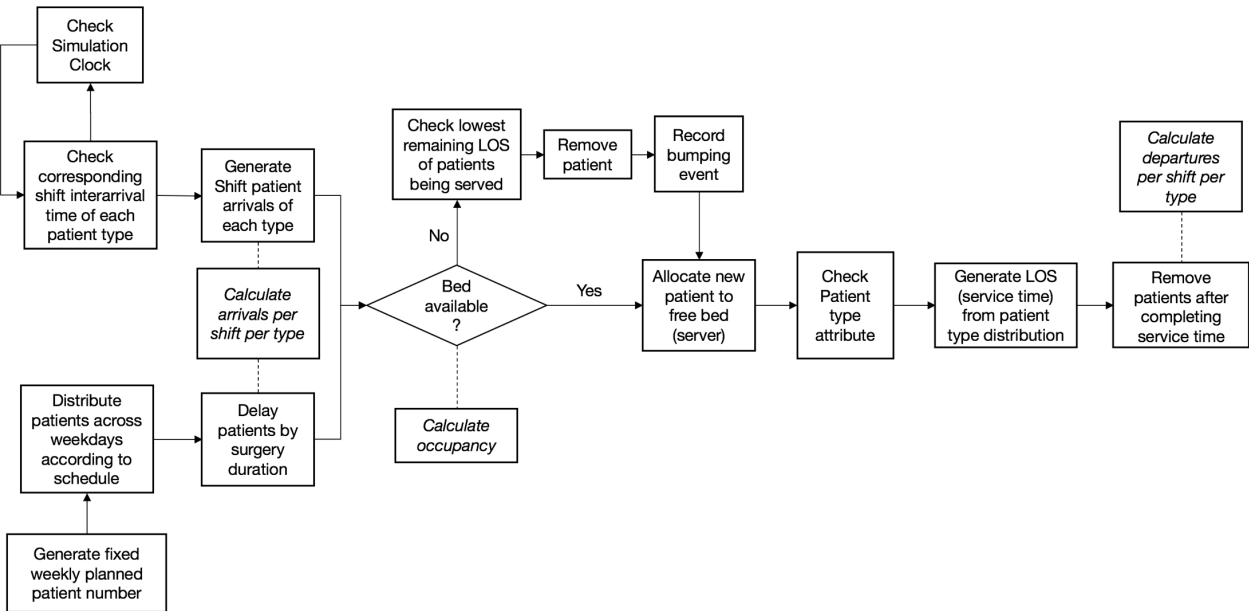 Check
Simulation
Clock
Check
corresponding
shift interarrival
time of each
patient type
Generate
Shift patient
arrivals of
each type
Calculate
arrivals per
shift per type
Distribute
patients across
weekdays
according to
schedule
Delay
patients by
surgery
duration
Generate fixed
weekly planned
patient number
Check lowest
remaining LOS
of patients
being served
Remove
patient
Record
bumping
event
No
Bed
available
?
Yes
Calculate
occupancy
Allocate new
patient to
free bed
(server)
Check
Patient
type
attribute
Generate LOS
(service time)
from patient
type distribution
Calculate
departures
per shift per
type
Remove
patients after
completing
service time